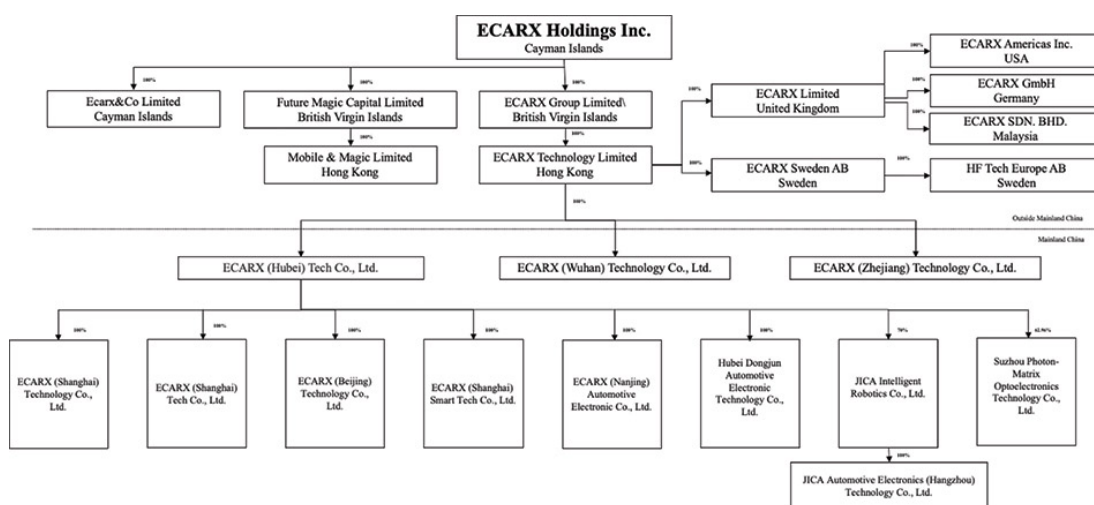 ECARX Holdings Inc.
Cayman Islands
100%
100%
100%
Ecarx&Co Limited
Cayman Islands
Future Magic Capital Limited
British Virgin Islands
ECARX Group Limited\
British Virgin Islands
100%
100%
Mobile & Magic Limited
Hong Kong
ECARX Technology Limited
Hong Kong
100%
ECARX Limited
United Kingdom
100%
ECARX Americas Inc.
USA
100%
ECARX GmbH
Germany
100%
ECARX SDN. BHD.
Malaysia
100%
ECARX Sweden AB
Sweden
100%
HF Tech Europe AB
Sweden
100%
Outside Mainland China
Mainland China
ECARX (Hubei) Tech Co., Ltd.
ECARX (Wuhan) Technology Co., Ltd.
ECARX (Zhejiang) Technology Co., Ltd.
100%
100%
100%
100%
100%
100%
70%
62.96%
ECARX (Shanghai)
Technology Co.,
Ltd.
ECARX (Shanghai)
Tech Co., Ltd.
ECARX (Beijing)
Technology Co.,
Ltd.
ECARX (Shanghai)
Smart Tech Co., Ltd.
ECARX (Nanjing)
Automotive
Electronic Co., Ltd.
Hubei Dongjun
Automotive
Electronic
Technology Co.,
Ltd.
JICA Intelligent
Robotics Co., Ltd.
Suzhou Photon-
Matrix
Optoelectronics
Technology Co.,
Ltd.
100%
JICA Automotive Electronics (Hangzhou)
Technology Co., Ltd.